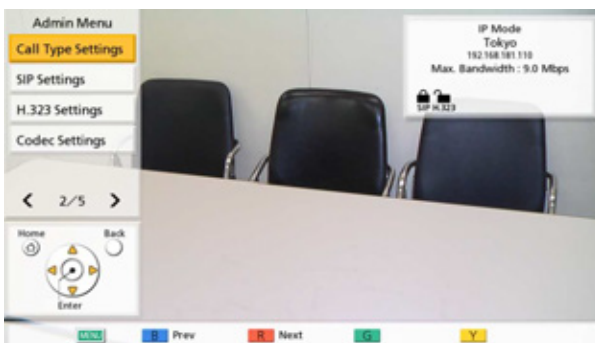 Admin Menu
Call Type Settings
SIP Settings
H.323 Settings
Codec Settings
2/5
Home
Back
Enter
IP Mode
Tokyo
192.168.181.110
Max. Bandwidth : 9.0 Mbps
SIP H.323
MENU
B Prev
R Next
G
Y